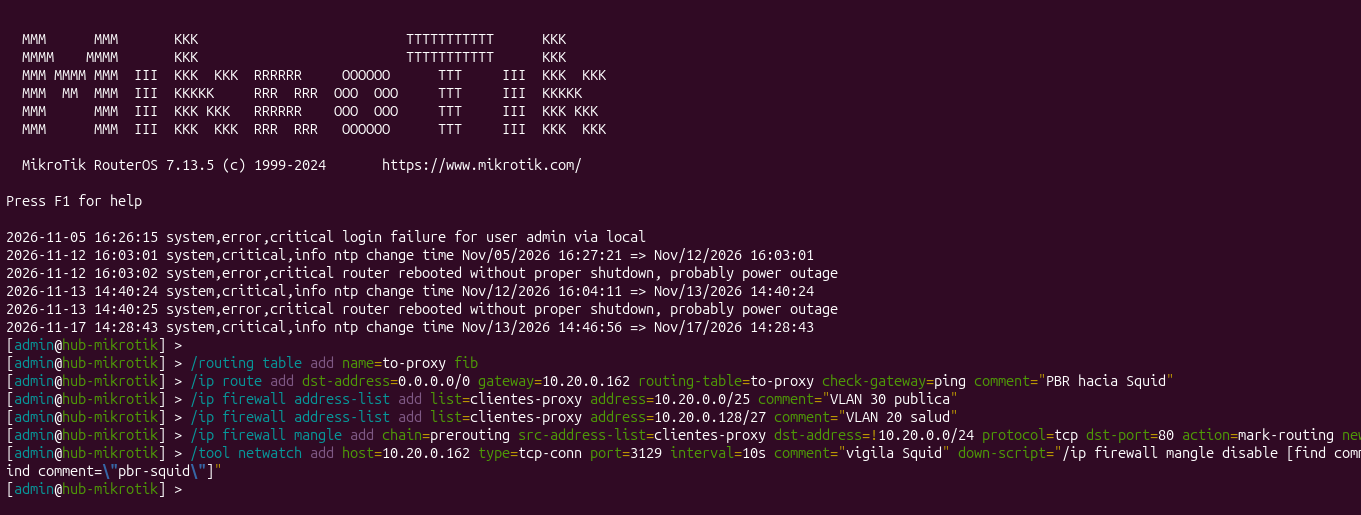 MMM      MMM       KKK                          TTTTTTTTTTT      KKK
MMMM    MMMM       KKK                          TTTTTTTTTTT      KKK
MMM MMMM MMM  III  KKK  KKK  RRRRRR     OOOOOO      TTT     III  KKK  KKK
MMM  MM  MMM  III  KKKKK     RRR  RRR  OOO  OOO     TTT     III  KKKKK
MMM      MMM  III  KKK KKK   RRRRRR    OOO  OOO     TTT     III  KKK KKK
MMM      MMM  III  KKK  KKK  RRR  RRR   OOOOOO      TTT     III  KKK  KKK
MikroTik RouterOS 7.13.5 (c) 1999-2024       https://www.mikrotik.com/
Press F1 for help
2026-11-05 16:26:15 system,error,critical login failure for user admin via local
2026-11-12 16:03:01 system,critical,info ntp change time Nov/05/2026 16:27:21 => Nov/12/2026 16:03:01
2026-11-12 16:03:02 system,error,critical router rebooted without proper shutdown, probably power outage
2026-11-13 14:40:24 system,critical,info ntp change time Nov/12/2026 16:04:11 => Nov/13/2026 14:40:24
2026-11-13 14:40:25 system,error,critical router rebooted without proper shutdown, probably power outage
2026-11-17 14:28:43 system,critical,info ntp change time Nov/13/2026 14:46:56 => Nov/17/2026 14:28:43
[admin@hub-mikrotik] >
[admin@hub-mikrotik] > /routing table add name=to-proxy fib
[admin@hub-mikrotik] > /ip route add dst-address=0.0.0.0/0 gateway=10.20.0.162 routing-table=to-proxy check-gateway=ping comment="PBR hacia Squid"
[admin@hub-mikrotik] > /ip firewall address-list add list=clientes-proxy address=10.20.0.0/25 comment="VLAN 30 publica"
[admin@hub-mikrotik] > /ip firewall address-list add list=clientes-proxy address=10.20.0.128/27 comment="VLAN 20 salud"
[admin@hub-mikrotik] > /ip firewall mangle add chain=prerouting src-address-list=clientes-proxy dst-address=!10.20.0.0/24 protocol=tcp dst-port=80 action=mark-routing new
[admin@hub-mikrotik] > /tool netwatch add host=10.20.0.162 type=tcp-conn port=3129 interval=10s comment="vigila Squid" down-script="/ip firewall mangle disable [find com
ind comment=\"pbr-squid\"]"
[admin@hub-mikrotik] >